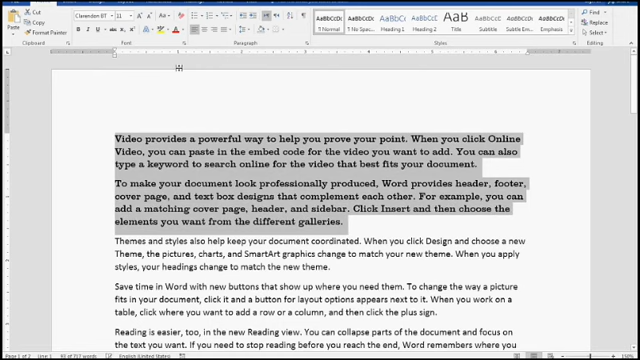 Cut
Copy
Format Painter
Paste
Clipboard
Clarendon BT
11
Font
Paragraph
AaBbCcDc AaBbCcDc AaBbCc AaBbCcD AaB AaBbCcD AaBbCcDc AaBbCcDc
¶ Normal ¶ No Spac... Heading 1 Heading 2 Title Subtitle Subtle Em... Emphasis
Styles
Find
Replace
Select
Editing
Video provides a powerful way to help you prove your point. When you click Online
Video, you can paste in the embed code for the video you want to add. You can also
type a keyword to search online for the video that best fits your document.
To make your document look professionally produced, Word provides header, footer,
cover page, and text box designs that complement each other. For example, you can
add a matching cover page, header, and sidebar. Click Insert and then choose the
elements you want from the different galleries.
Themes and styles also help keep your document coordinated. When you click Design and choose a new
Theme, the pictures, charts, and SmartArt graphics change to match your new theme. When you apply
styles, your headings change to match the new theme.
Save time in Word with new buttons that show up where you need them. To change the way a picture
fits in your document, click it and a button for layout options appears next to it. When you work on a
table, click where you want to add a row or a column, and then click the plus sign.
Reading is easier, too, in the new Reading view. You can collapse parts of the document and focus on
the text you want. If you need to stop reading before you reach the end, Word remembers where you
Page 1 of 2 English (United States) 150%